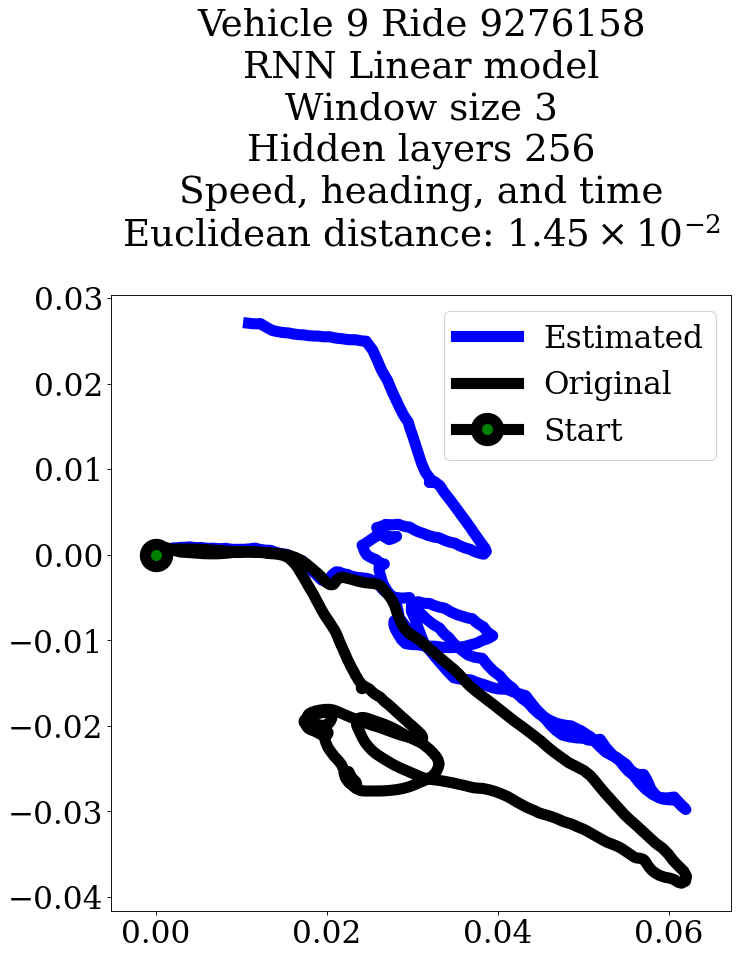 Vehicle 9 Ride 9276158
RNN Linear model
Window size 3
Hidden layers 256
Speed, heading, and time
Euclidean distance: 1.45 × 10⁻²
Estimated
Original
Start
0.03
0.02
0.01
0.00
−0.01
−0.02
−0.03
−0.04
0.00 0.02 0.04 0.06